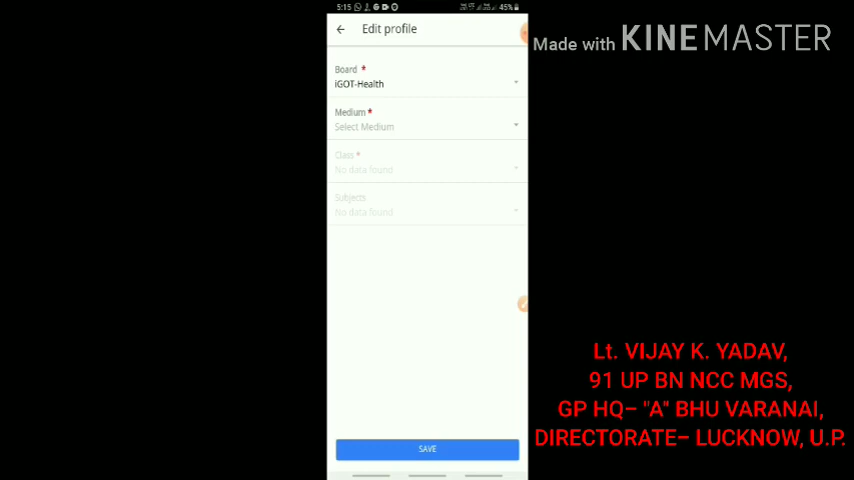 5:15
45%
Edit profile
Made with KINEMASTER
Board *
iGOT-Health
Medium *
Select Medium
Class *
No data found
Subjects
No data found
SAVE
Lt. VIJAY K. YADAV,
91 UP BN NCC MGS,
GP HQ– "A" BHU VARANAI,
DIRECTORATE– LUCKNOW, U.P.